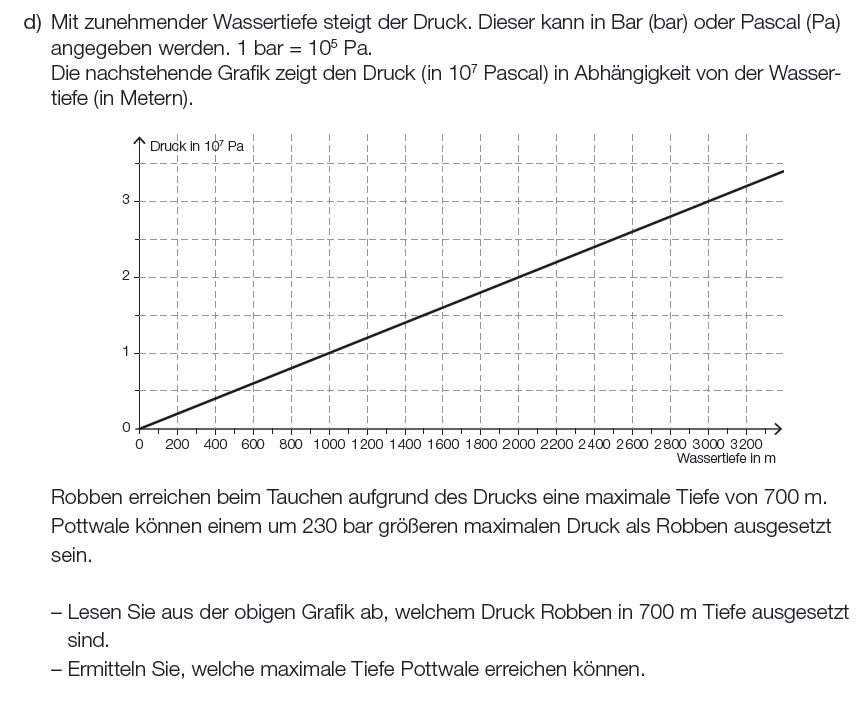 d) Mit zunehmender Wassertiefe steigt der Druck. Dieser kann in Bar (bar) oder Pascal (Pa)
angegeben werden. 1 bar = 10⁵ Pa.
Die nachstehende Grafik zeigt den Druck (in 10⁷ Pascal) in Abhängigkeit von der Wasser-
tiefe (in Metern).
Druck in 10⁷ Pa
3
2
1
0
0 200 400 600 800 1000 1200 1400 1600 1800 2000 2200 2400 2600 2800 3000 3200
Wassertiefe in m
Robben erreichen beim Tauchen aufgrund des Drucks eine maximale Tiefe von 700 m.
Pottwale können einem um 230 bar größeren maximalen Druck als Robben ausgesetzt
sein.
– Lesen Sie aus der obigen Grafik ab, welchem Druck Robben in 700 m Tiefe ausgesetzt
sind.
– Ermitteln Sie, welche maximale Tiefe Pottwale erreichen können.